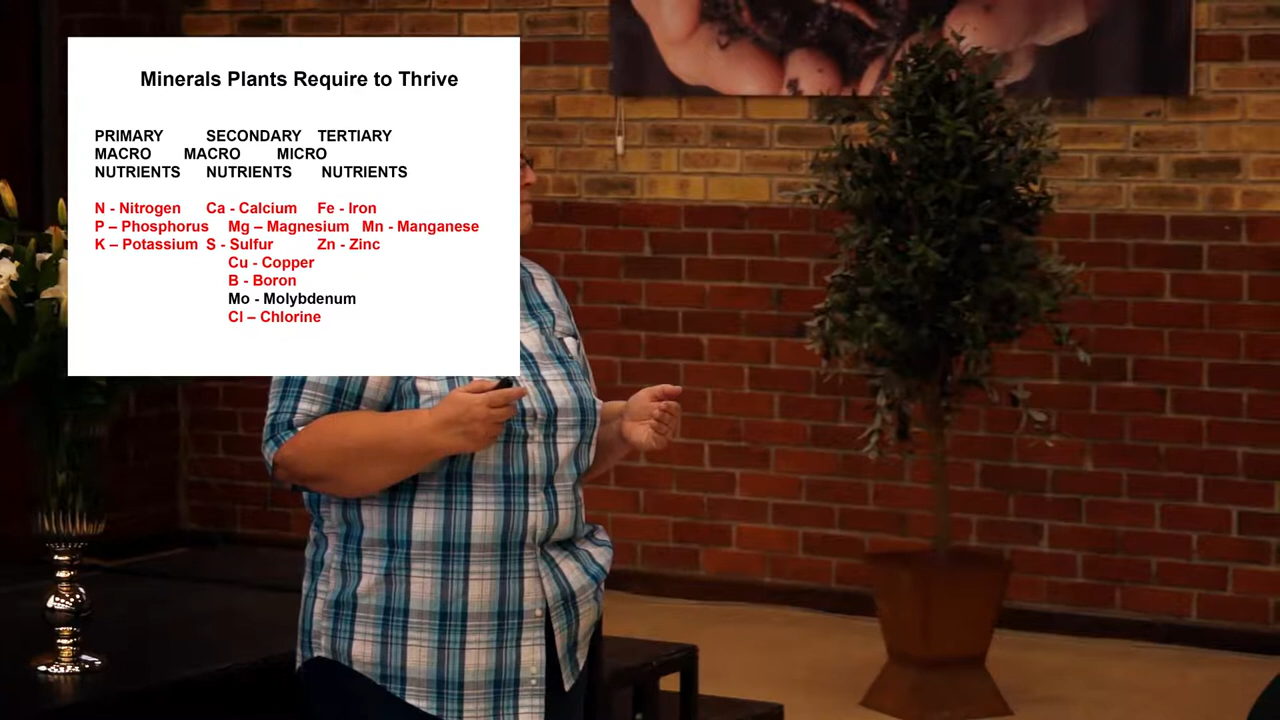 Minerals Plants Require to Thrive
PRIMARY SECONDARY TERTIARY
MACRO MACRO MICRO
NUTRIENTS NUTRIENTS NUTRIENTS
N - Nitrogen Ca - Calcium Fe - Iron
P – Phosphorus Mg – Magnesium Mn - Manganese
K – Potassium S - Sulfur Zn - Zinc
Cu - Copper
B - Boron
Mo - Molybdenum
Cl – Chlorine